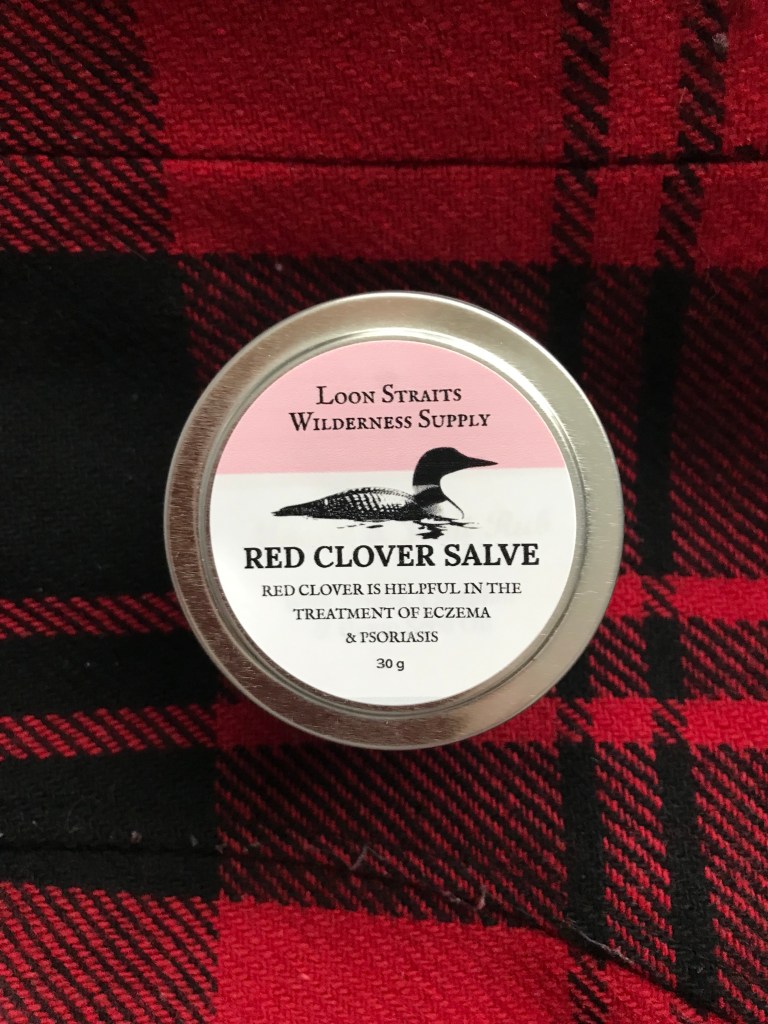 Loon Straits
Wilderness Supply
RED CLOVER SALVE
RED CLOVER IS HELPFUL IN THE
TREATMENT OF ECZEMA
& PSORIASIS
30 g